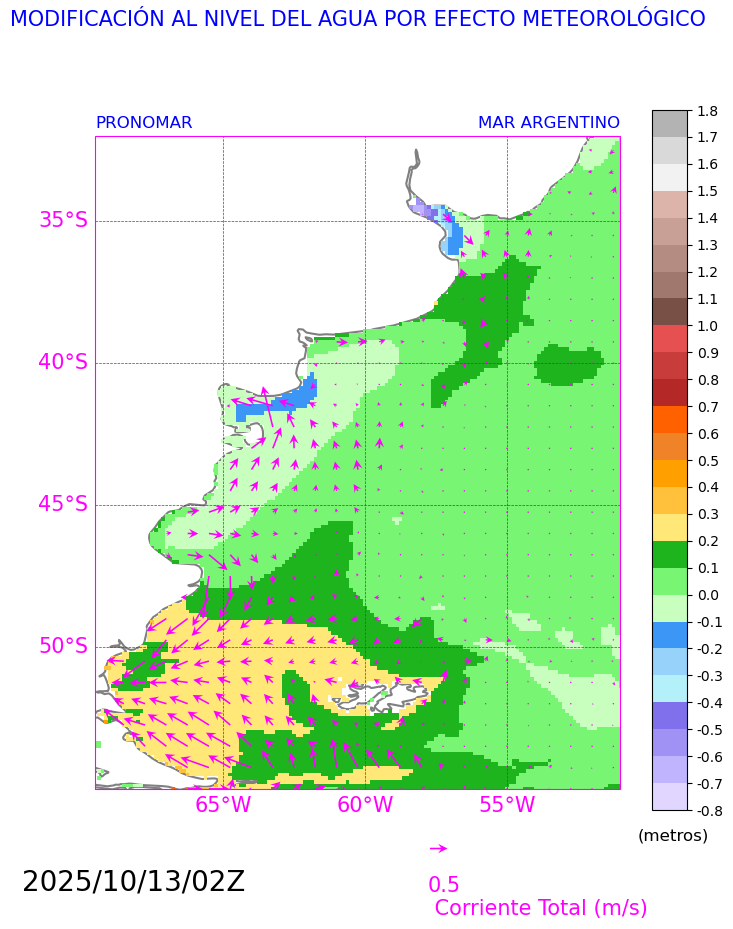 MODIFICACIÓN AL NIVEL DEL AGUA POR EFECTO METEOROLÓGICO
PRONOMAR
MAR ARGENTINO
35°S
40°S
45°S
50°S
65°W
60°W
55°W
1.8
1.7
1.6
1.5
1.4
1.3
1.2
1.1
1.0
0.9
0.8
0.7
0.6
0.5
0.4
0.3
0.2
0.1
0.0
-0.1
-0.2
-0.3
-0.4
-0.5
-0.6
-0.7
-0.8
(metros)
2025/10/13/02Z
0.5
Corriente Total (m/s)